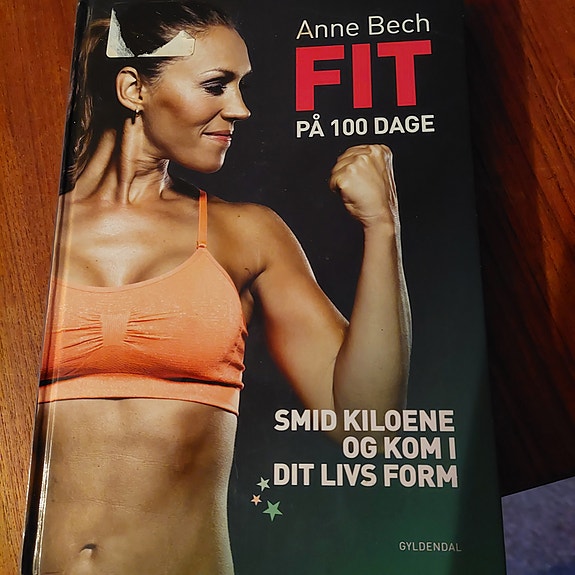 Anne Bech
FIT
PÅ 100 DAGE
SMID KILOENE
OG KOM I
DIT LIVS FORM
GYLDENDAL